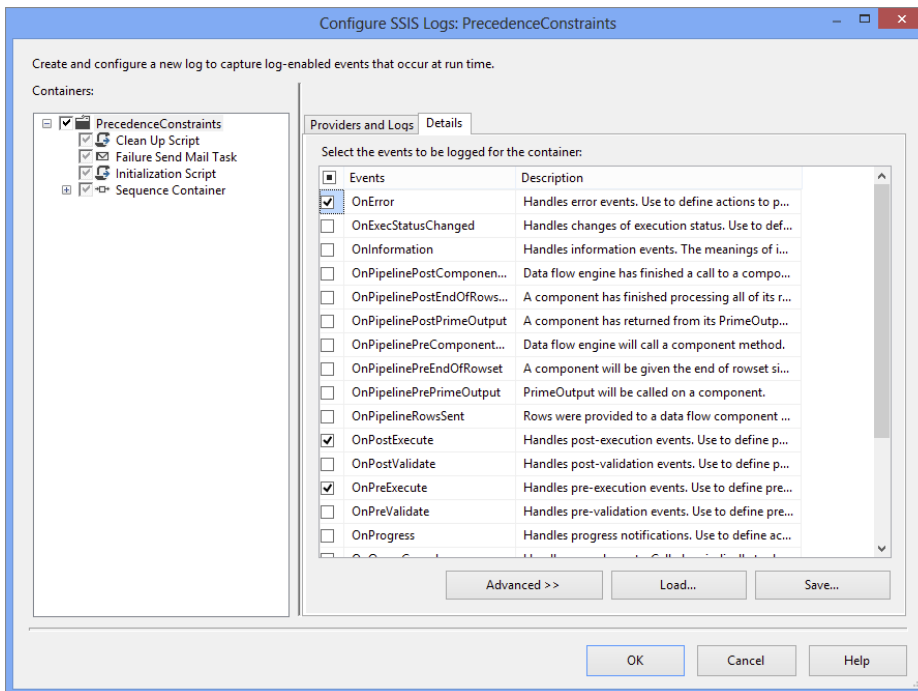 Configure SSIS Logs: PrecedenceConstraints
Create and configure a new log to capture log-enabled events that occur at run time.
Containers:
PrecedenceConstraints
Clean Up Script
Failure Send Mail Task
Initialization Script
Sequence Container
Providers and Logs Details
Select the events to be logged for the container:
Events Description
OnError Handles error events. Use to define actions to p...
OnExecStatusChanged Handles changes of execution status. Use to def...
OnInformation Handles information events. The meanings of i...
OnPipelinePostComponen... Data flow engine has finished a call to a compo...
OnPipelinePostEndOfRows... A component has finished processing all of its r...
OnPipelinePostPrimeOutput A component has returned from its PrimeOutp...
OnPipelinePreComponent... Data flow engine will call a component method.
OnPipelinePreEndOfRowset A component will be given the end of rowset si...
OnPipelinePrePrimeOutput PrimeOutput will be called on a component.
OnPipelineRowsSent Rows were provided to a data flow component ...
OnPostExecute Handles post-execution events. Use to define p...
OnPostValidate Handles post-validation events. Use to define p...
OnPreExecute Handles pre-execution events. Use to define pre...
OnPreValidate Handles pre-validation events. Use to define pre...
OnProgress Handles progress notifications. Use to define ac...
Advanced >> Load... Save...
OK Cancel Help